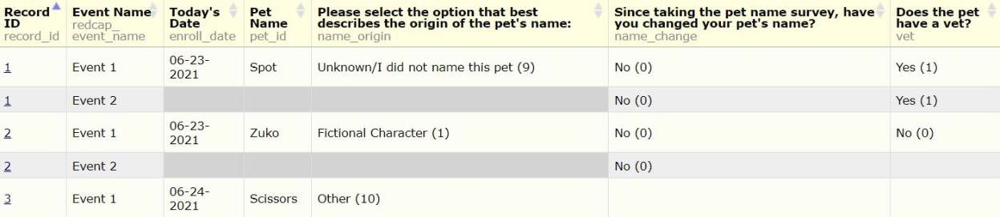 Record ID record_id | Event Name redcap_event_name | Today's Date enroll_date | Pet Name pet_id | Please select the option that best describes the origin of the pet's name: name_origin | Since taking the pet name survey, have you changed your pet's name? name_change | Does the pet have a vet? vet
1 | Event 1 | 06-23-2021 | Spot | Unknown/I did not name this pet (9) | No (0) | Yes (1)
1 | Event 2 | | | | No (0) | Yes (1)
2 | Event 1 | 06-23-2021 | Zuko | Fictional Character (1) | No (0) | No (0)
2 | Event 2 | | | | No (0) |
3 | Event 1 | 06-24-2021 | Scissors | Other (10) | |